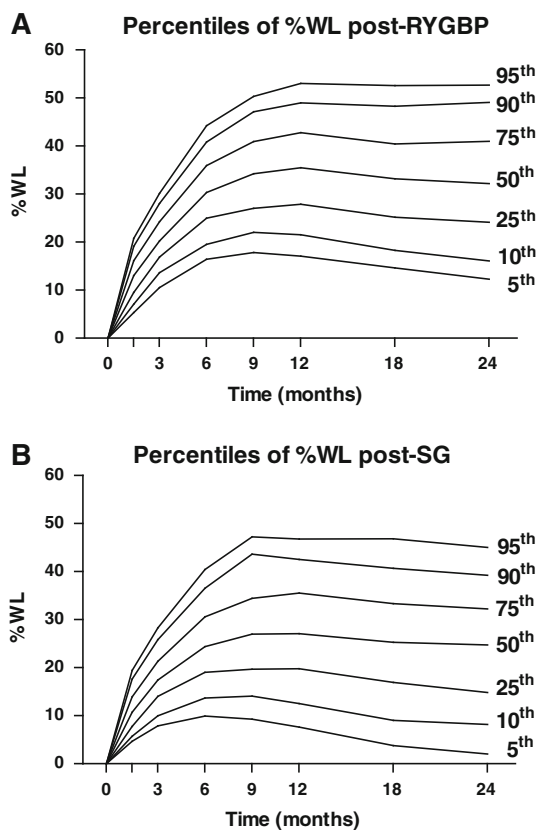 A Percentiles of %WL post-RYGBP
60
50
40
30
20
10
0
%WL
95th
90th
75th
50th
25th
10th
5th
0 3 6 9 12 18 24
Time (months)
B Percentiles of %WL post-SG
60
50
40
30
20
10
0
%WL
95th
90th
75th
50th
25th
10th
5th
0 3 6 9 12 18 24
Time (months)